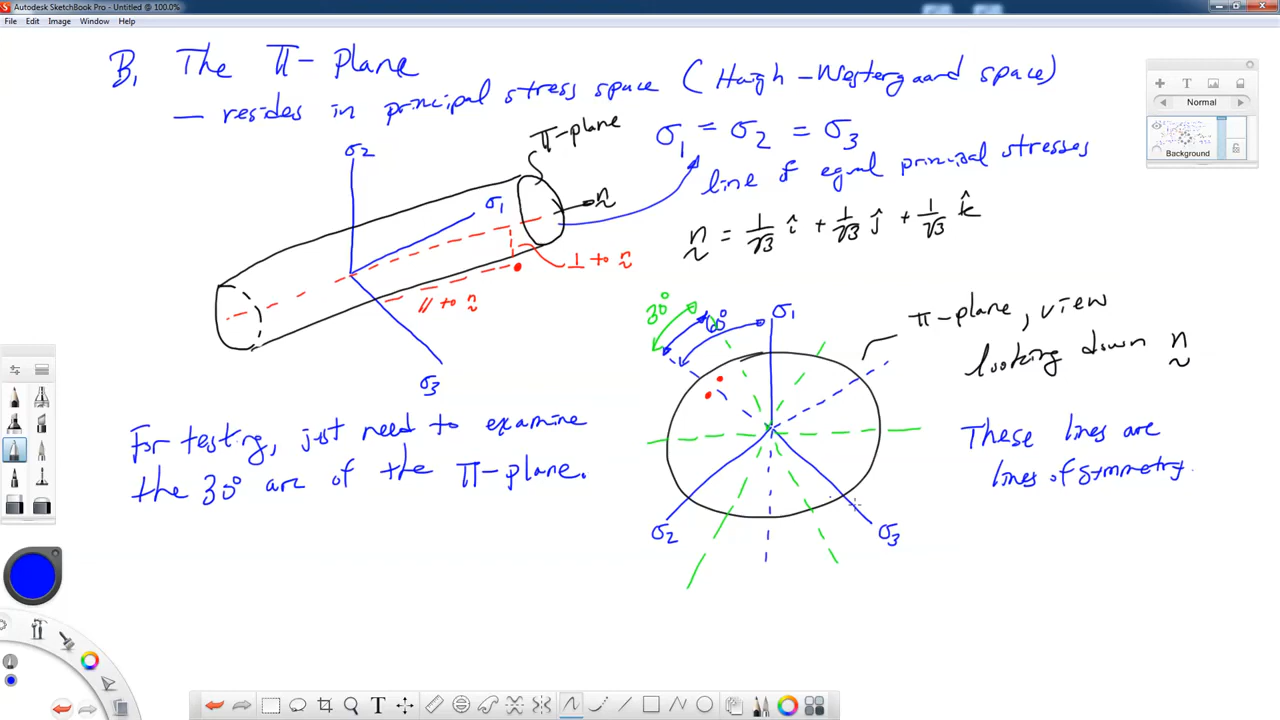 Autodesk SketchBook Pro - Untitled @ 100.0%
File Edit Image Window Help
B. The π-Plane
— resides in principal stress space (Haigh-Westergaard space)
π-plane
σ₁ = σ₂ = σ₃
line of equal principal stresses
σ₂
σ₁
n
n = 1/√3 î + 1/√3 ĵ + 1/√3 k̂
⊥ to n
// to n
σ₃
30°
60°
σ₁
π-plane, view
looking down n
For testing, just need to examine
the 30° arc of the π-plane.
These lines are
lines of symmetry.
σ₂
σ₃
Normal
Background
T